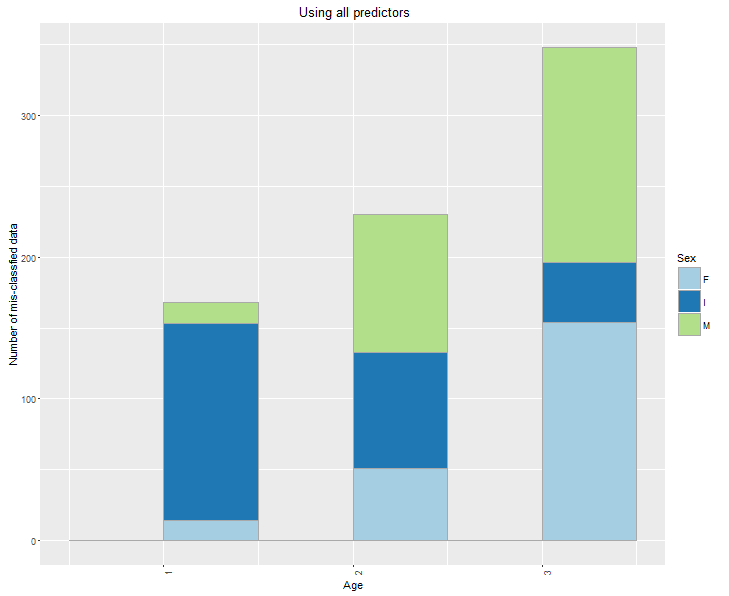 Using all predictors
Number of mis-classfied data
300
200
100
0
1
2
3
Age
Sex
F
I
M